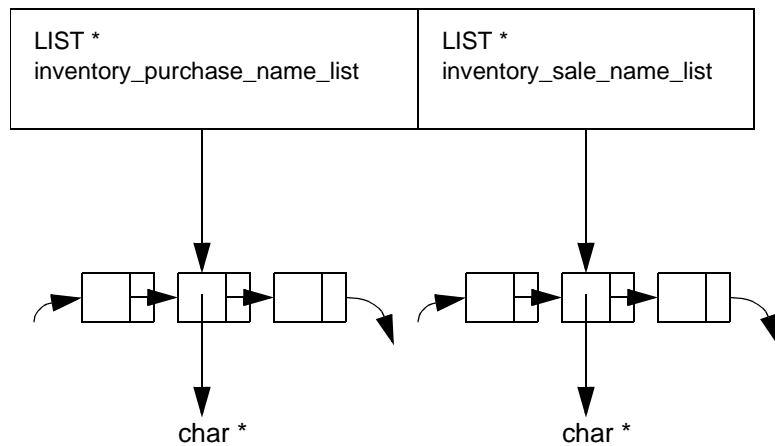 LIST *
inventory_purchase_name_list
LIST *
inventory_sale_name_list
char *
char *